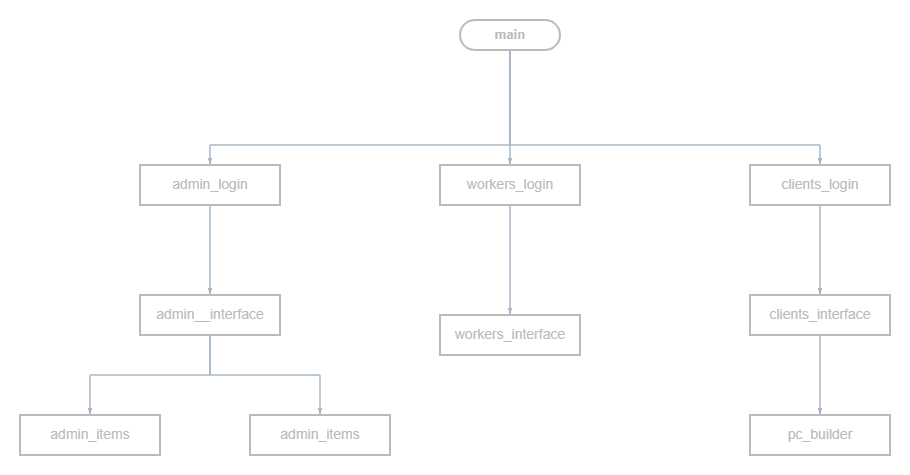 main
admin_login
workers_login
clients_login
admin__interface
workers_interface
clients_interface
admin_items
admin_items
pc_builder